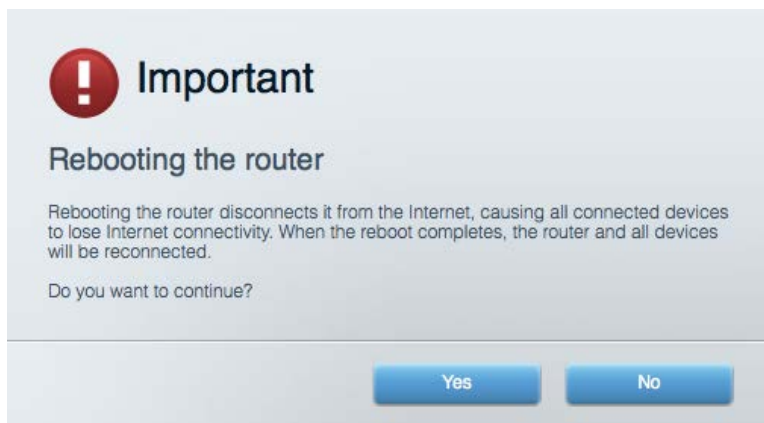 Important
Rebooting the router
Rebooting the router disconnects it from the Internet, causing all connected devices
to lose Internet connectivity. When the reboot completes, the router and all devices
will be reconnected.
Do you want to continue?
Yes No